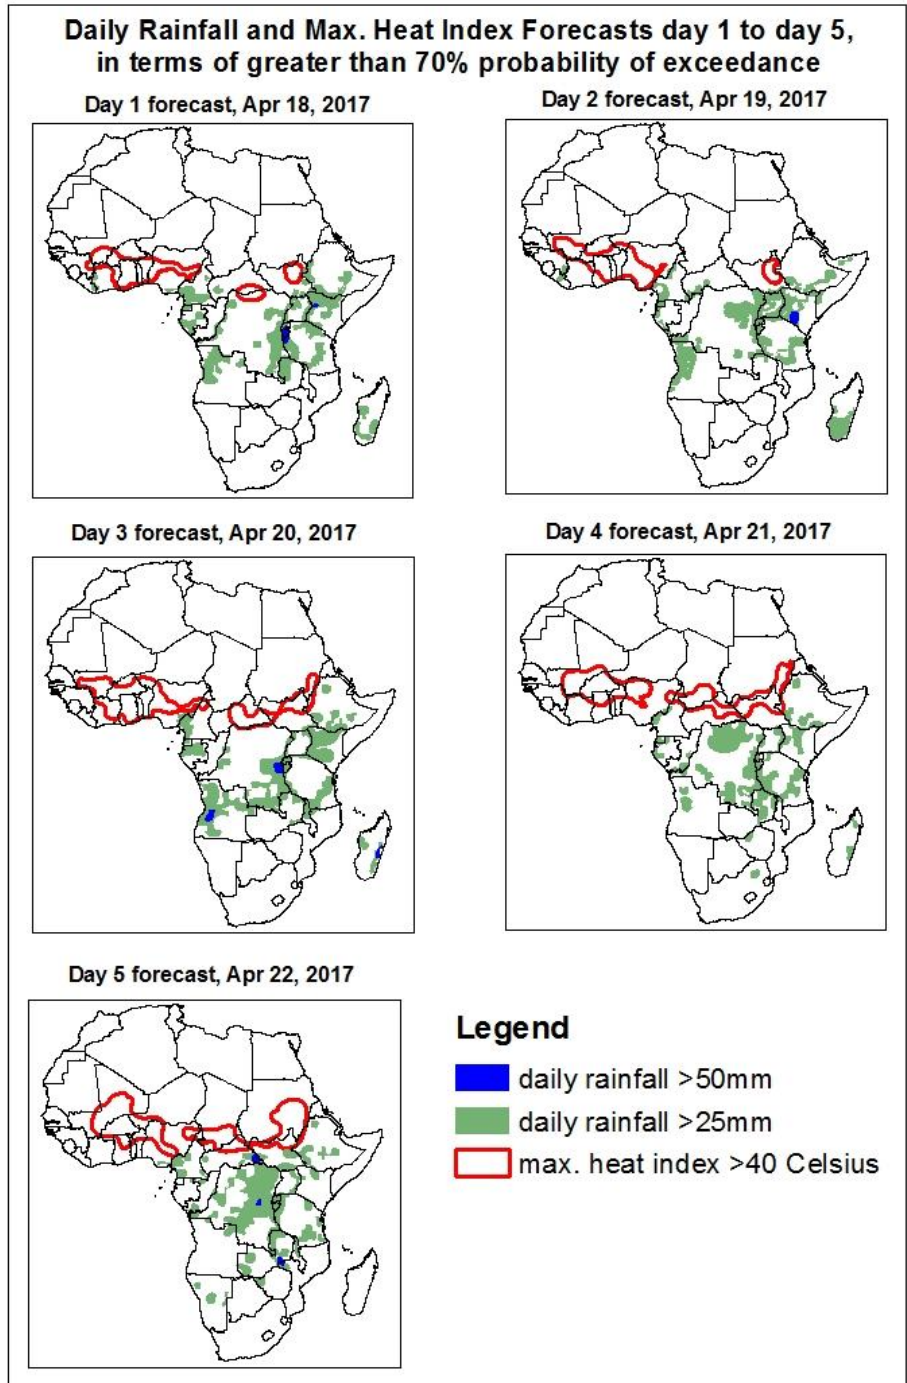 Daily Rainfall and Max. Heat Index Forecasts day 1 to day 5,
in terms of greater than 70% probability of exceedance
Day 1 forecast, Apr 18, 2017
Day 2 forecast, Apr 19, 2017
Day 3 forecast, Apr 20, 2017
Day 4 forecast, Apr 21, 2017
Day 5 forecast, Apr 22, 2017
Legend
daily rainfall >50mm
daily rainfall >25mm
max. heat index >40 Celsius